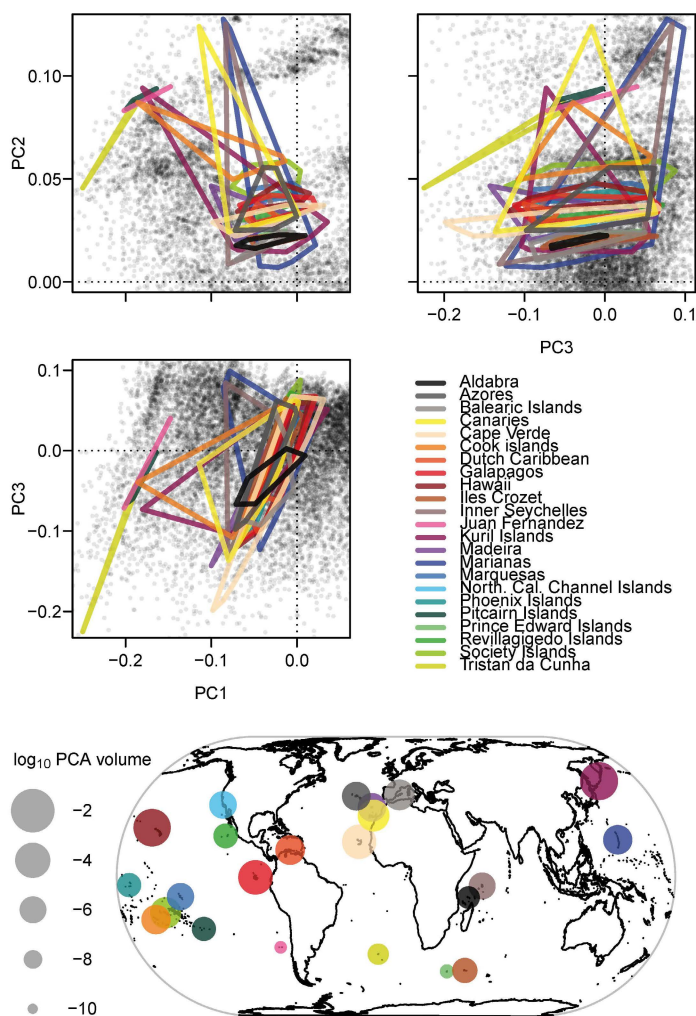 0.10
PC2
0.05
0.00
−0.2
−0.1
0.0
0.1
PC3
0.1
0.0
PC3
−0.1
−0.2
−0.2
−0.1
0.0
PC1
Aldabra
Azores
Balearic Islands
Canaries
Cape Verde
Cook islands
Dutch Caribbean
Galapagos
Hawaii
Iles Crozet
Inner Seychelles
Juan Fernandez
Kuril Islands
Madeira
Marianas
Marquesas
North. Cal. Channel Islands
Phoenix Islands
Pitcairn Islands
Prince Edward Islands
Revillagigedo Islands
Society Islands
Tristan da Cunha
log₁₀ PCA volume
−2
−4
−6
−8
−10